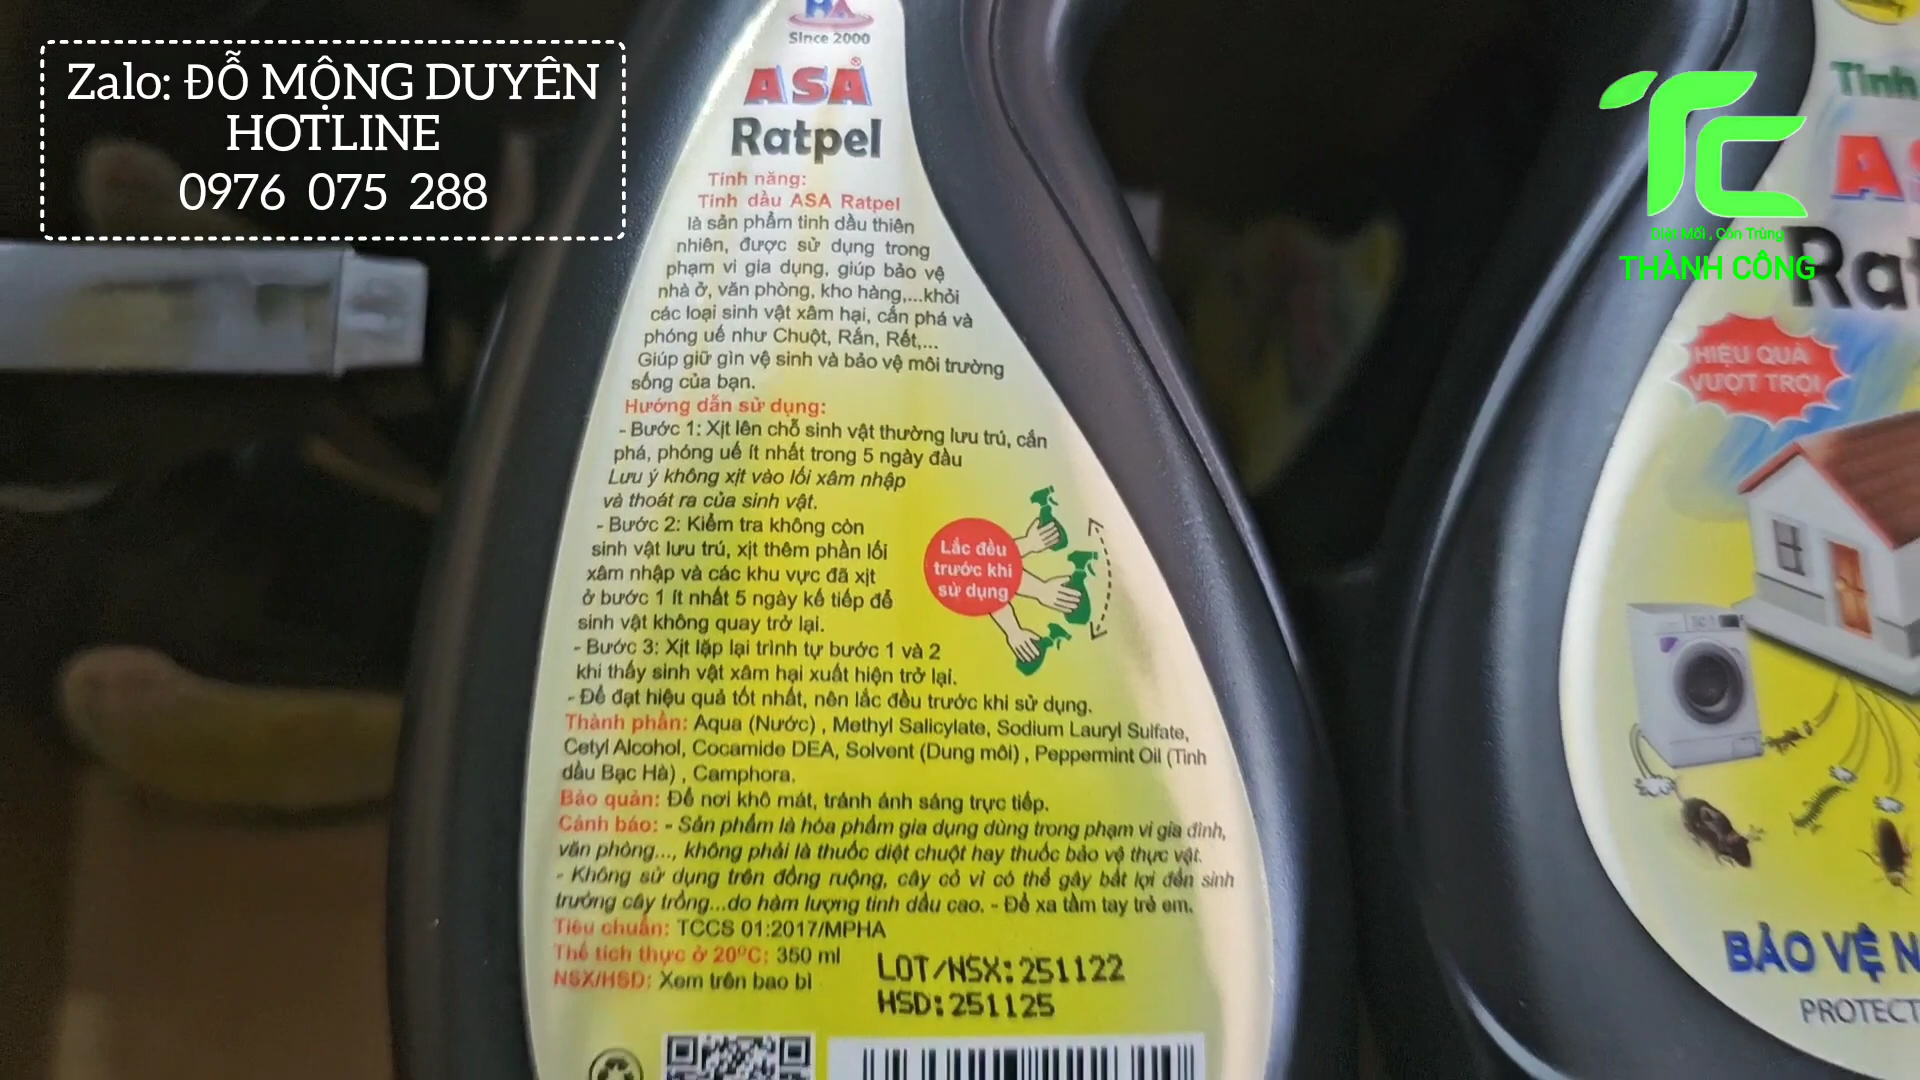 Zalo: ĐỖ MỘNG DUYÊN
HOTLINE
0976 075 288
Since 2000
ASA®
Ratpel
Tính năng:
Tinh dầu ASA Ratpel
là sản phẩm tinh dầu thiên
nhiên, được sử dụng trong
phạm vi gia dụng, giúp bảo vệ
nhà ở, văn phòng, kho hàng,...khỏi
các loại sinh vật xâm hại, cắn phá và
phóng uế như Chuột, Rắn, Rết,...
Giúp giữ gìn vệ sinh và bảo vệ môi trường
sống của bạn.
Hướng dẫn sử dụng:
- Bước 1: Xịt lên chỗ sinh vật thường lưu trú, cắn
phá, phóng uế ít nhất trong 5 ngày đầu
Lưu ý không xịt vào lối xâm nhập
và thoát ra của sinh vật.
- Bước 2: Kiểm tra không còn
sinh vật lưu trú, xịt thêm phần lối
xâm nhập và các khu vực đã xịt
ở bước 1 ít nhất 5 ngày kế tiếp để
sinh vật không quay trở lại.
- Bước 3: Xịt lặp lại trình tự bước 1 và 2
khi thấy sinh vật xâm hại xuất hiện trở lại.
- Để đạt hiệu quả tốt nhất, nên lắc đều trước khi sử dụng.
Lắc đều
trước khi
sử dụng
Thành phần: Aqua (Nước) , Methyl Salicylate, Sodium Lauryl Sulfate,
Cetyl Alcohol, Cocamide DEA, Solvent (Dung môi) , Peppermint Oil (Tinh
dầu Bạc Hà) , Camphora.
Bảo quản: Để nơi khô mát, tránh ánh sáng trực tiếp.
Cảnh báo: - Sản phẩm là hóa phẩm gia dụng dùng trong phạm vi gia đình,
văn phòng..., không phải là thuốc diệt chuột hay thuốc bảo vệ thực vật.
- Không sử dụng trên đồng ruộng, cây cỏ vì có thể gây bất lợi đến sinh
trưởng cây trồng...do hàm lượng tinh dầu cao. - Để xa tầm tay trẻ em.
Tiêu chuẩn: TCCS 01:2017/MPHA
Thể tích thực ở 20ºC: 350 ml
NSX/HSD: Xem trên bao bì
LOT/NSX:251122
HSD:251125
TC
Diệt Mối , Côn Trùng
THÀNH CÔNG
Tinh
AS
Rat
HIỆU QUẢ
VƯỢT TRỘI
BẢO VỆ N
PROTECT